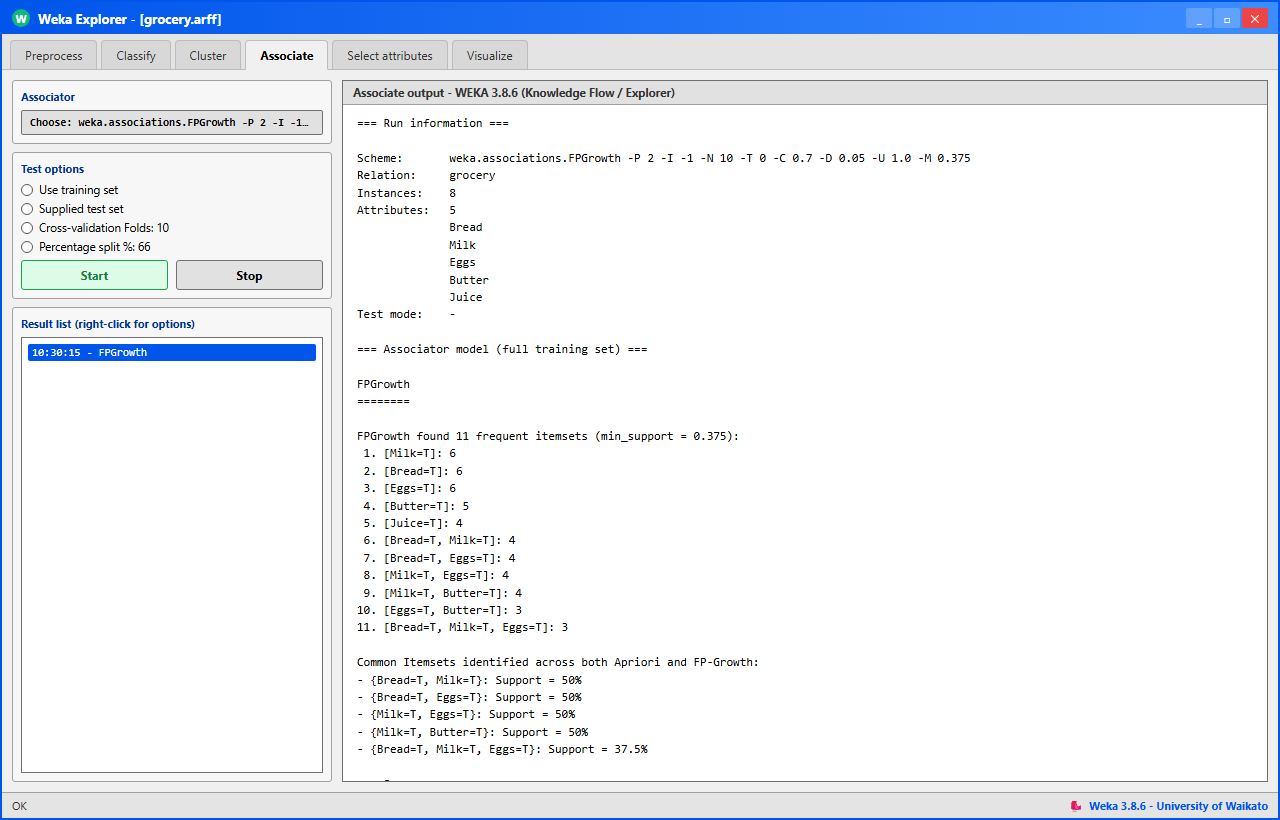 W Weka Explorer - [grocery.arff]
Preprocess Classify Cluster Associate Select attributes Visualize
Associator
Choose: weka.associations.FPGrowth -P 2 -I -1…
Test options
Use training set
Supplied test set
Cross-validation Folds: 10
Percentage split %: 66
Start Stop
Result list (right-click for options)
10:30:15 - FPGrowth
Associate output - WEKA 3.8.6 (Knowledge Flow / Explorer)
=== Run information ===
Scheme: weka.associations.FPGrowth -P 2 -I -1 -N 10 -T 0 -C 0.7 -D 0.05 -U 1.0 -M 0.375
Relation: grocery
Instances: 8
Attributes: 5
Bread
Milk
Eggs
Butter
Juice
Test mode: -
=== Associator model (full training set) ===
FPGrowth
========
FPGrowth found 11 frequent itemsets (min_support = 0.375):
1. [Milk=T]: 6
2. [Bread=T]: 6
3. [Eggs=T]: 6
4. [Butter=T]: 5
5. [Juice=T]: 4
6. [Bread=T, Milk=T]: 4
7. [Bread=T, Eggs=T]: 4
8. [Milk=T, Eggs=T]: 4
9. [Milk=T, Butter=T]: 4
10. [Eggs=T, Butter=T]: 3
11. [Bread=T, Milk=T, Eggs=T]: 3
Common Itemsets identified across both Apriori and FP-Growth:
- {Bread=T, Milk=T}: Support = 50%
- {Bread=T, Eggs=T}: Support = 50%
- {Milk=T, Eggs=T}: Support = 50%
- {Milk=T, Butter=T}: Support = 50%
- {Bread=T, Milk=T, Eggs=T}: Support = 37.5%
OK
Weka 3.8.6 - University of Waikato